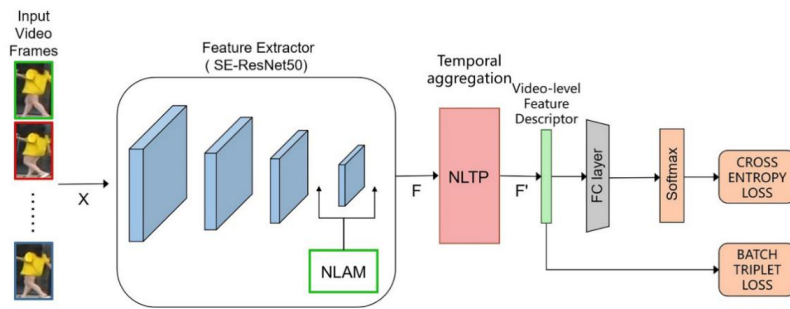 Input
Video
Frames
X
Feature Extractor
( SE-ResNet50)
NLAM
F
Temporal
aggregation
NLTP
F'
Video-level
Feature
Descriptor
FC layer
Softmax
CROSS
ENTROPY
LOSS
BATCH
TRIPLET
LOSS